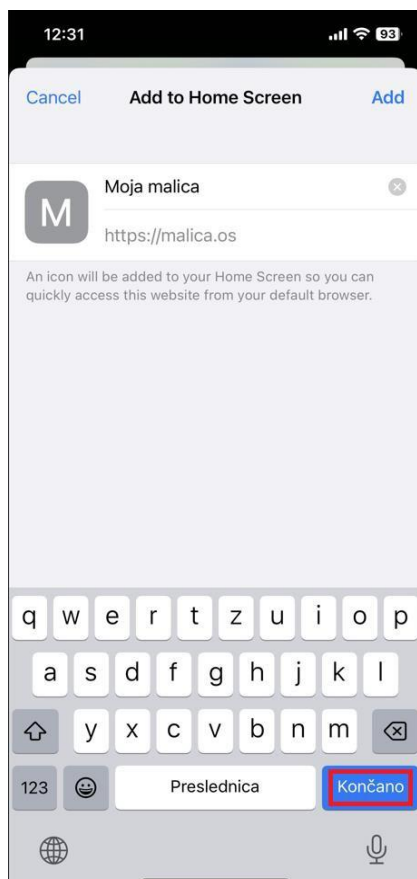 12:31
93
Cancel Add to Home Screen Add
M
Moja malica
https://malica.os
An icon will be added to your Home Screen so you can
quickly access this website from your default browser.
q w e r t z u i o p
a s d f g h j k l
y x c v b n m
123 Preslednica Končano